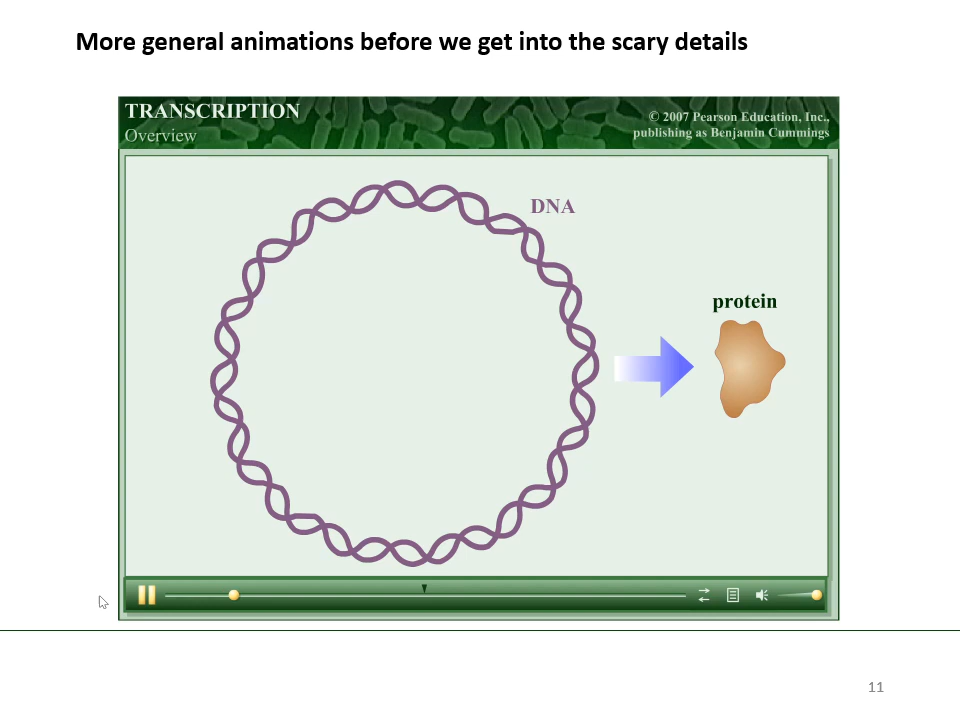 More general animations before we get into the scary details
TRANSCRIPTION
Overview
© 2007 Pearson Education, Inc.,
publishing as Benjamin Cummings
DNA
protein
11